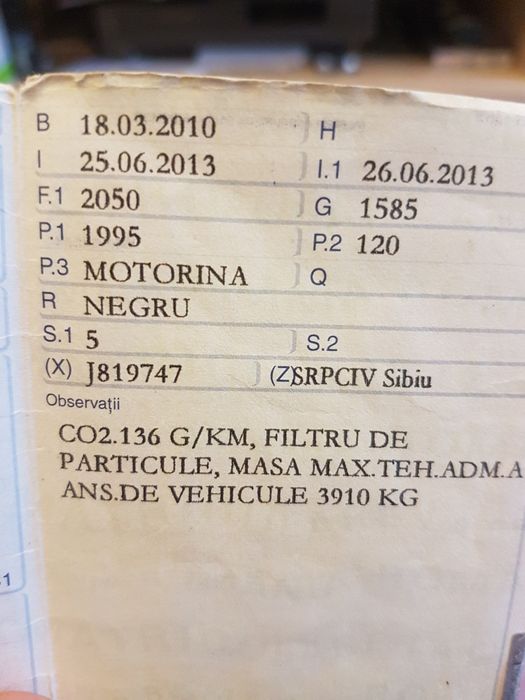 B 18.03.2010 H
I 25.06.2013 I.1 26.06.2013
F.1 2050 G 1585
P.1 1995 P.2 120
P.3 MOTORINA Q
R NEGRU
S.1 5 S.2
(X) J819747 (Z)SRPCIV Sibiu
Observații
CO2.136 G/KM, FILTRU DE
PARTICULE, MASA MAX.TEH.ADM.A
ANS.DE VEHICULE 3910 KG